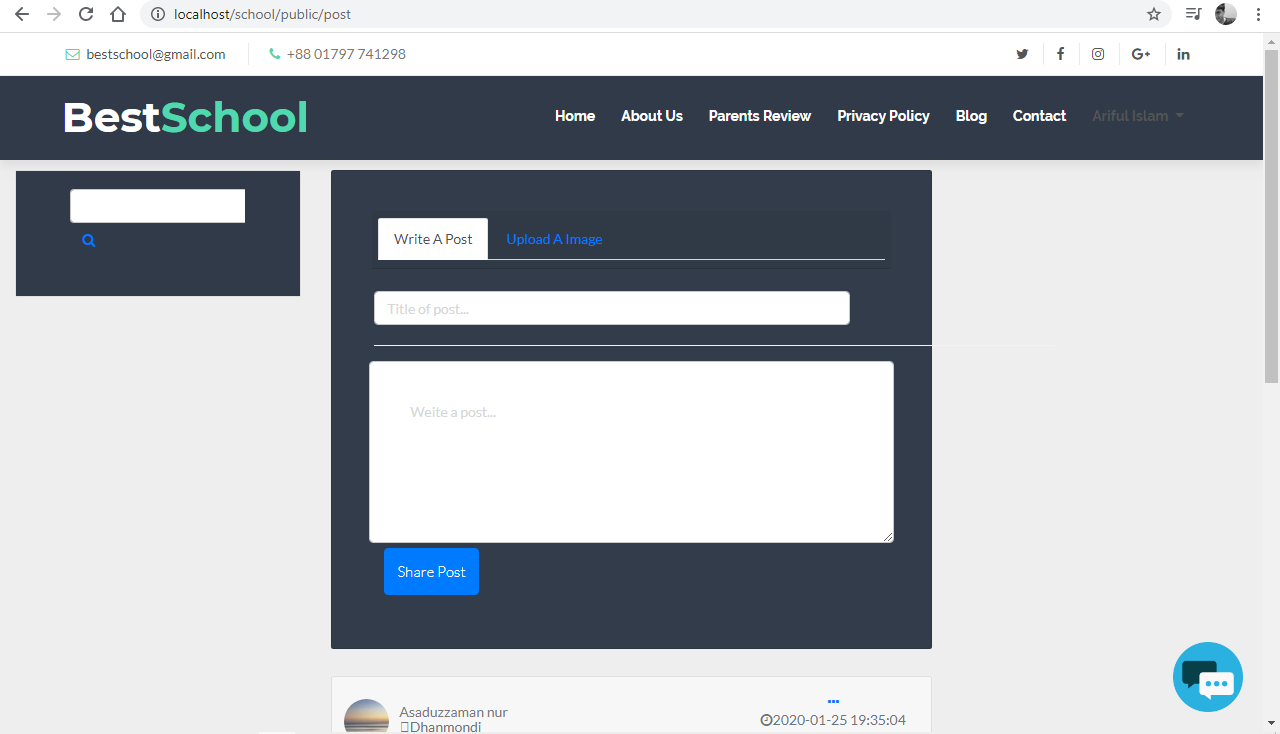 localhost/school/public/post
bestschool@gmail.com +88 01797 741298
BestSchool Home About Us Parents Review Privacy Policy Blog Contact Ariful Islam
Write A Post Upload A Image
Title of post...
Weite a post...
Share Post
Asaduzzaman nur 2020-01-25 19:35:04
Dhanmondi